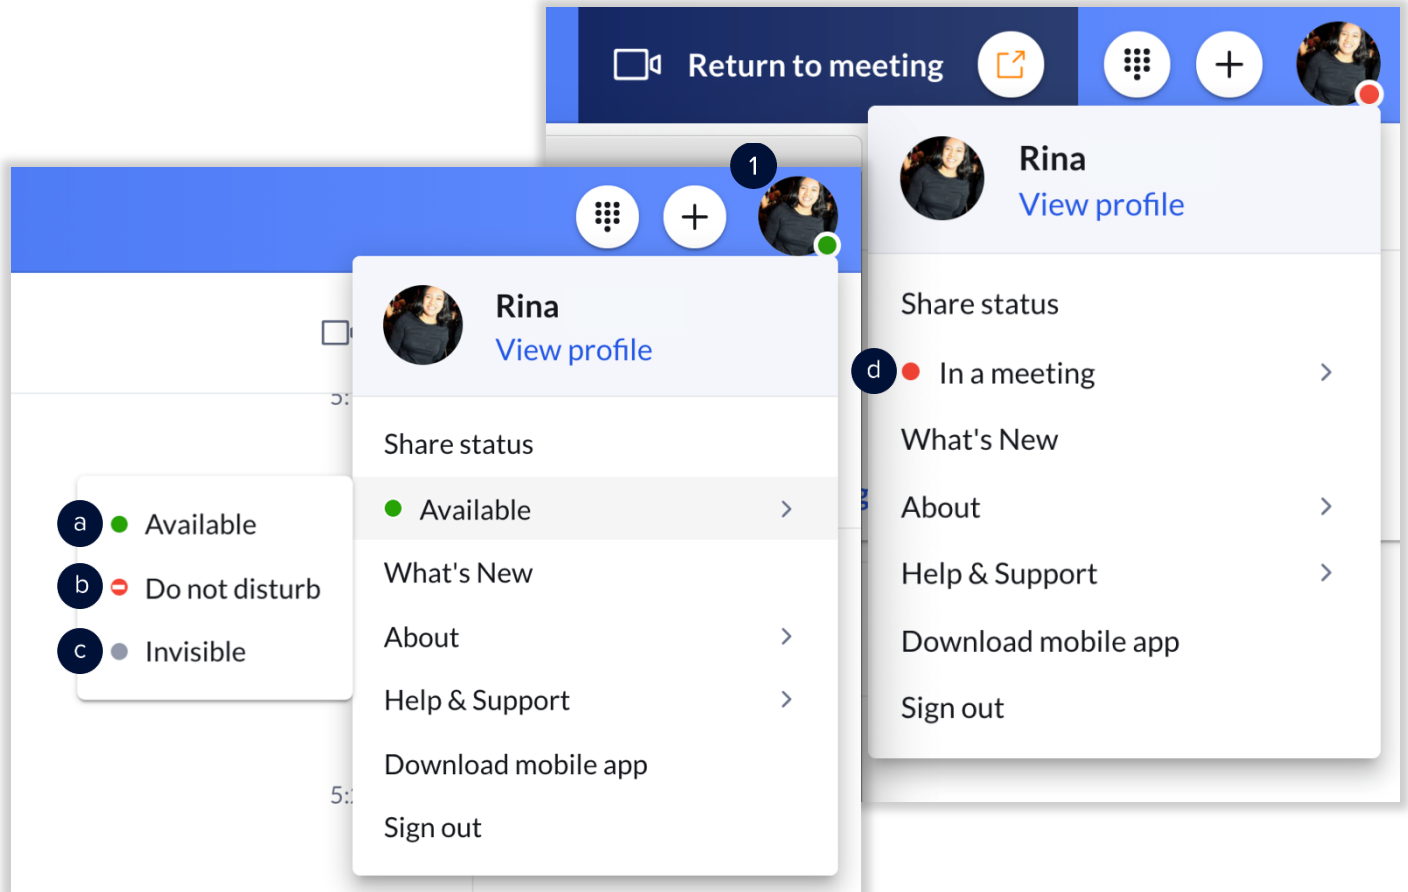 Return to meeting
Rina
View profile
Share status
d
In a meeting
What's New
About
Help & Support
Download mobile app
Sign out
1
Rina
View profile
Share status
Available
What's New
About
Help & Support
Download mobile app
Sign out
a
Available
b
Do not disturb
c
Invisible